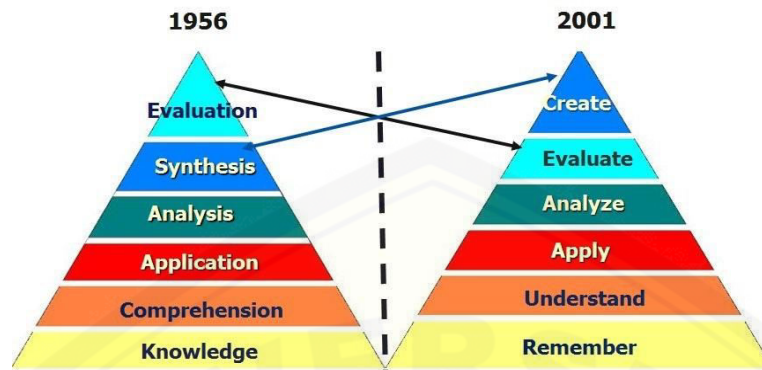 1956
Evaluation
Synthesis
Analysis
Application
Comprehension
Knowledge
2001
Create
Evaluate
Analyze
Apply
Understand
Remember